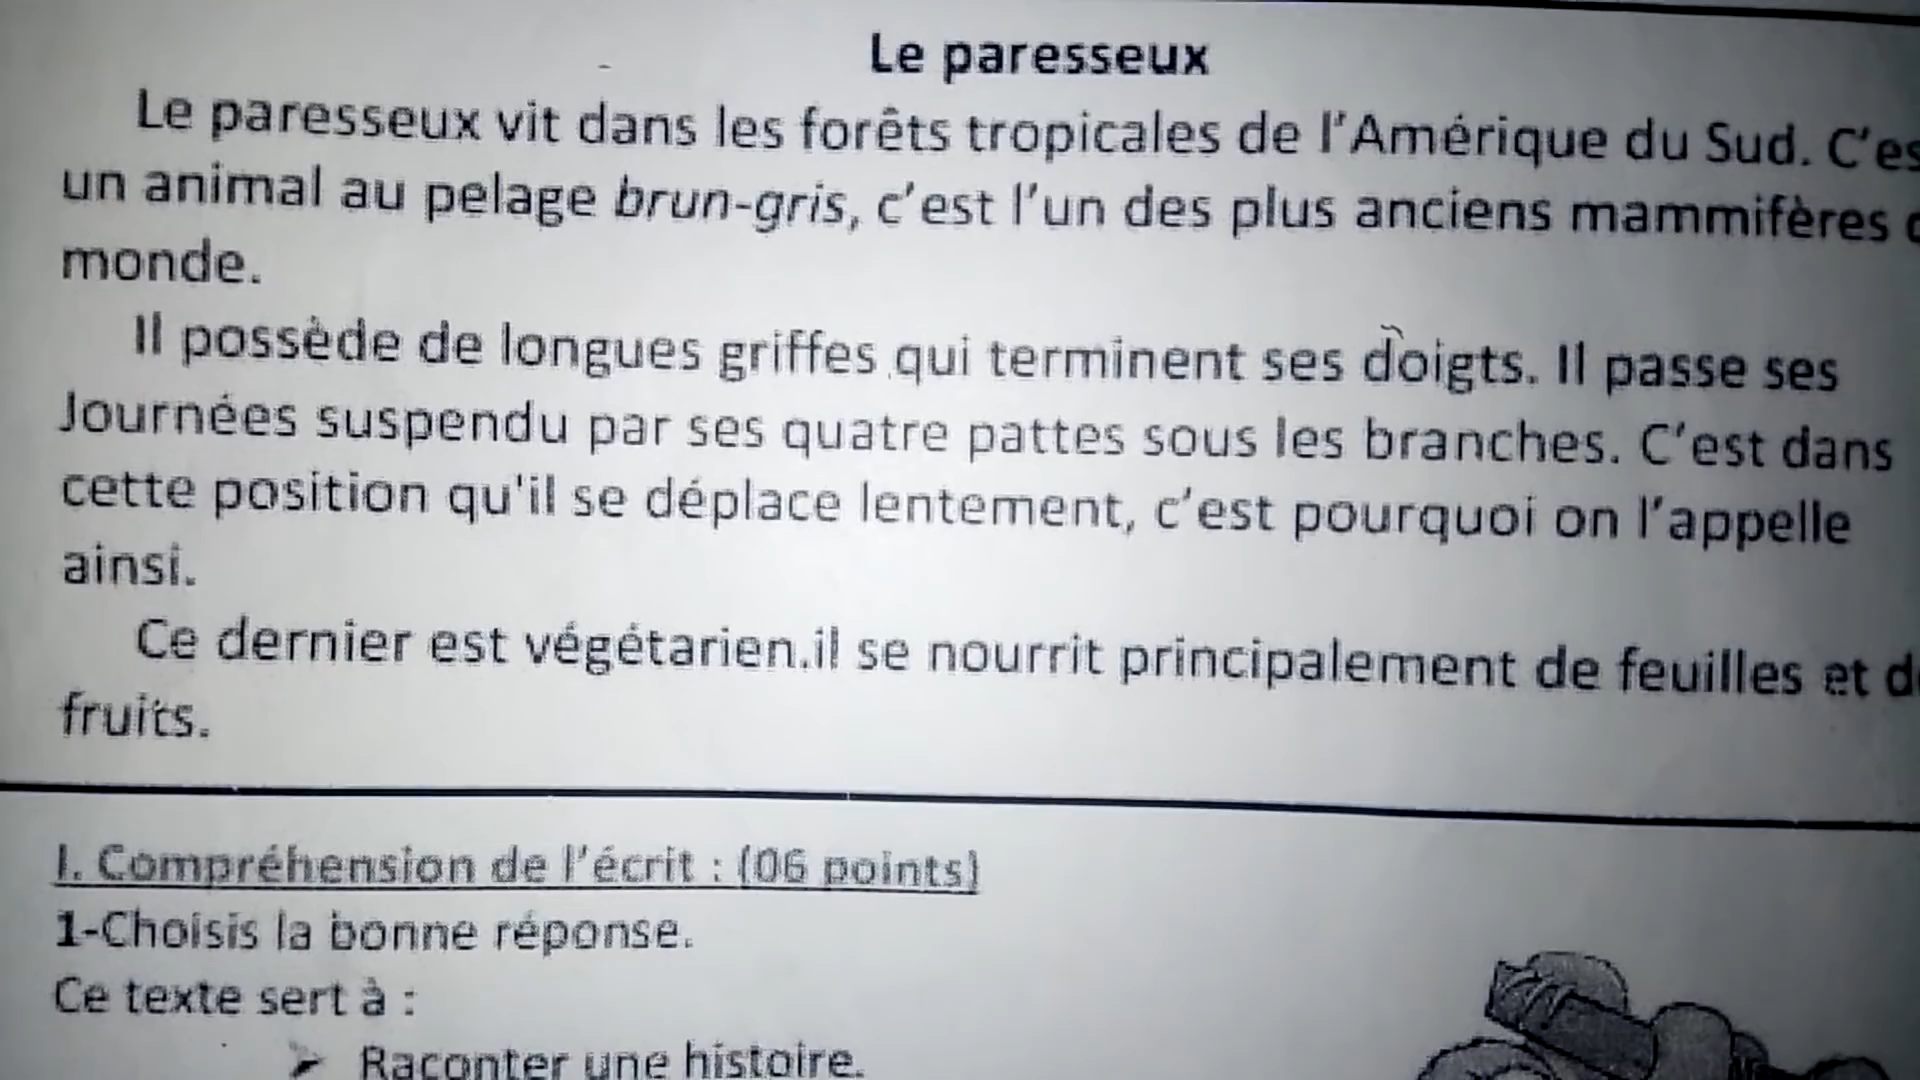 Le paresseux
Le paresseux vit dans les forêts tropicales de l'Amérique du Sud. C'es
un animal au pelage brun-gris, c'est l'un des plus anciens mammifères
monde.
Il possède de longues griffes qui terminent ses doigts. Il passe ses
Journées suspendu par ses quatre pattes sous les branches. C'est dans
cette position qu'il se déplace lentement, c'est pourquoi on l'appelle
ainsi.
Ce dernier est végétarien.il se nourrit principalement de feuilles et d
fruits.
I. Compréhension de l'écrit : (06 points)
1-Choisis la bonne réponse.
Ce texte sert à :
➢ Raconter une histoire.